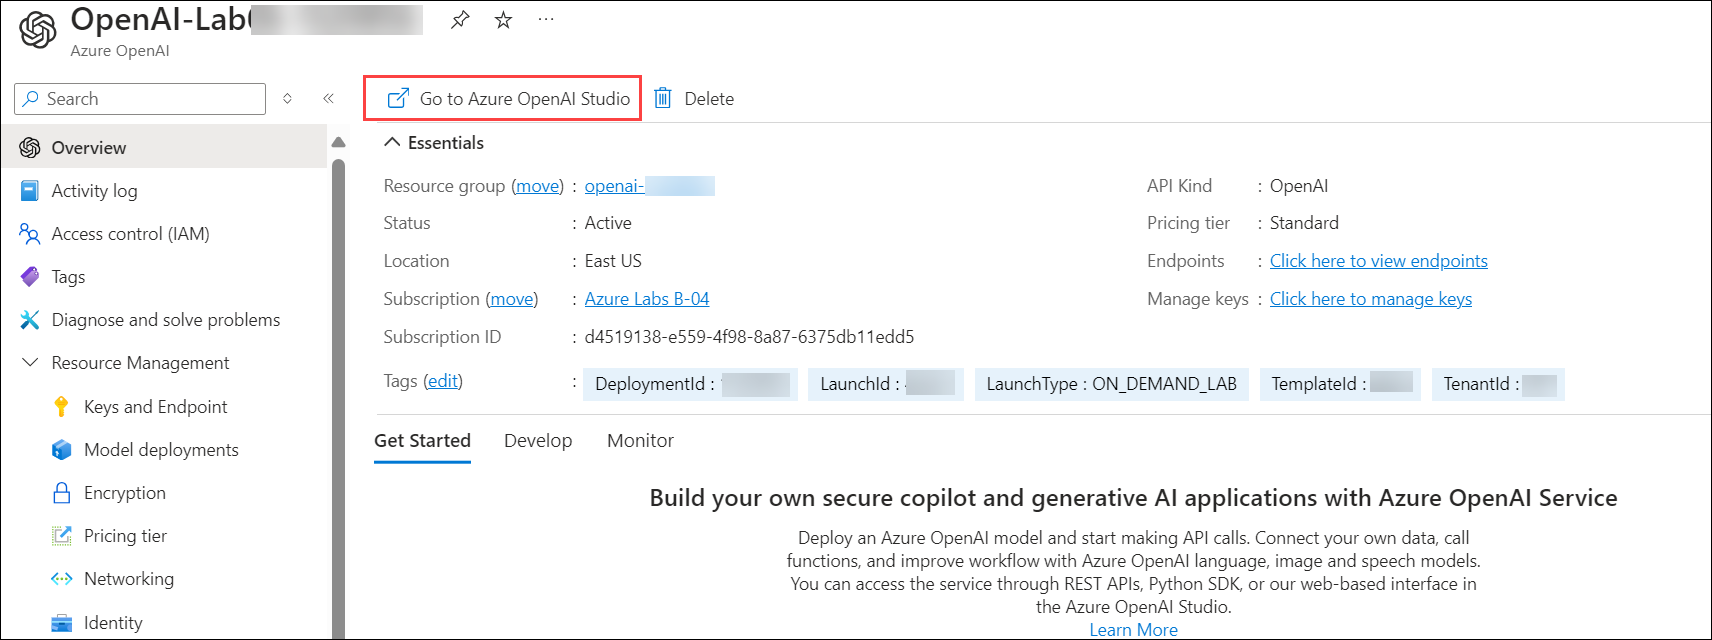 OpenAI-Lab
Azure OpenAI
Search
Go to Azure OpenAI Studio
Delete
Overview
Activity log
Access control (IAM)
Tags
Diagnose and solve problems
Resource Management
Keys and Endpoint
Model deployments
Encryption
Pricing tier
Networking
Identity
Essentials
Resource group (move) : openai-
Status : Active
Location : East US
Subscription (move) : Azure Labs B-04
Subscription ID : d4519138-e559-4f98-8a87-6375db11edd5
API Kind : OpenAI
Pricing tier : Standard
Endpoints : Click here to view endpoints
Manage keys : Click here to manage keys
Tags (edit) : DeploymentId : LaunchId : LaunchType : ON_DEMAND_LAB TemplateId : TenantId :
Get Started Develop Monitor
Build your own secure copilot and generative AI applications with Azure OpenAI Service
Deploy an Azure OpenAI model and start making API calls. Connect your own data, call
functions, and improve workflow with Azure OpenAI language, image and speech models.
You can access the service through REST APIs, Python SDK, or our web-based interface in
the Azure OpenAI Studio.
Learn More